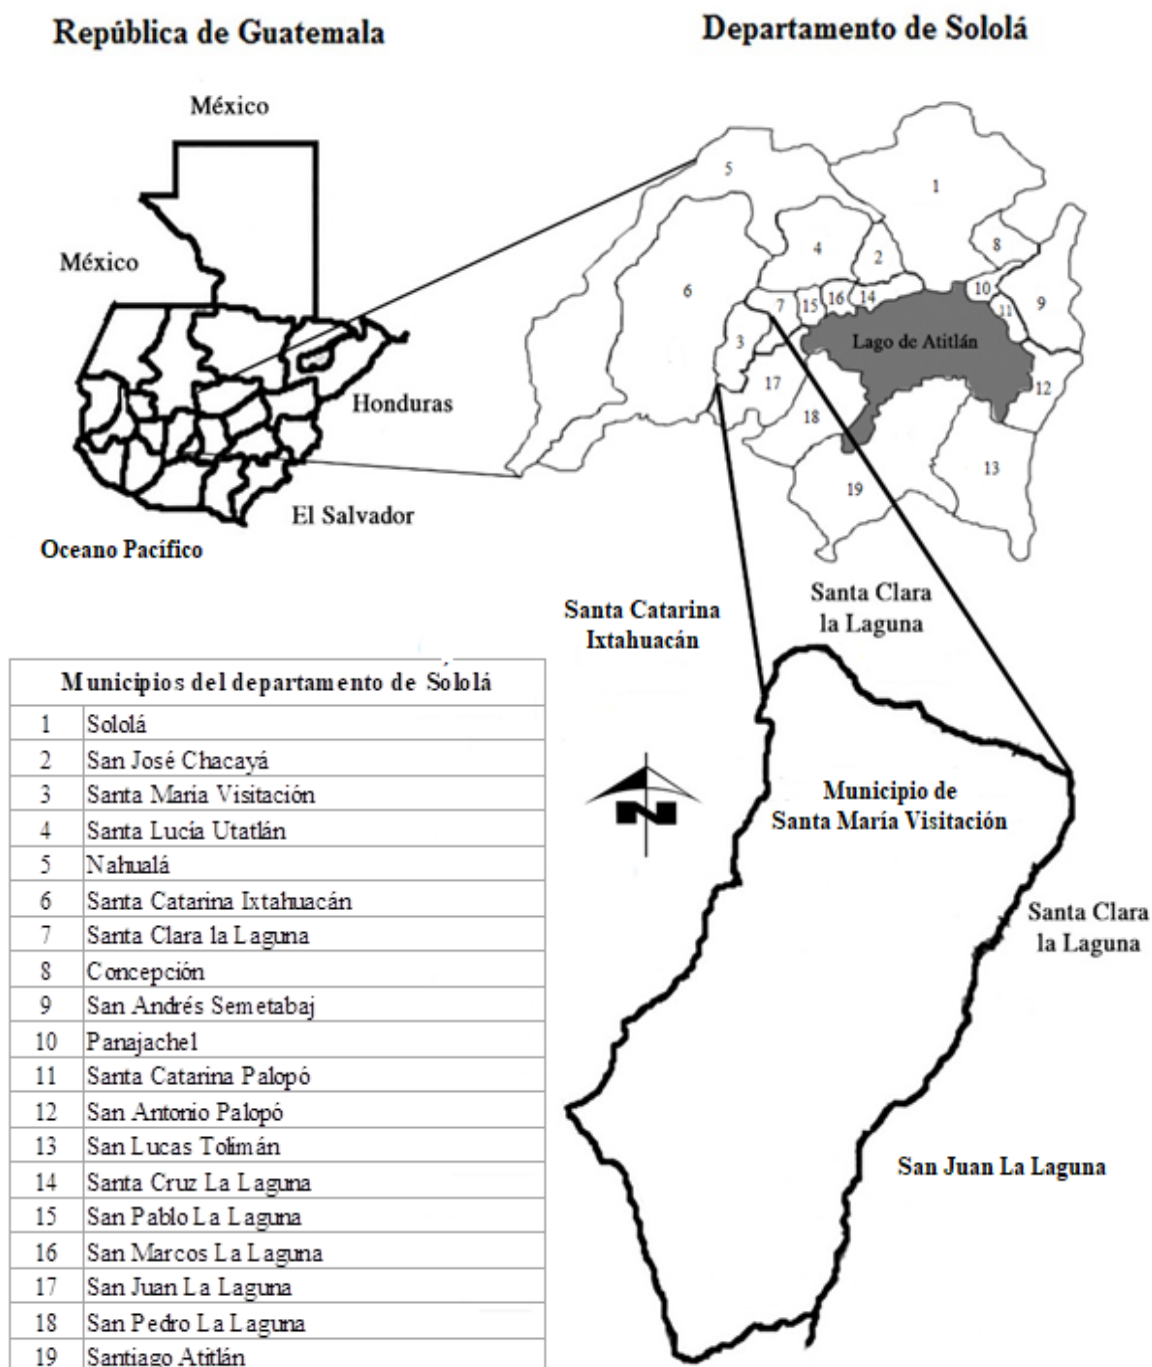 República de Guatemala
Departamento de Sololá
México
México
Honduras
El Salvador
Oceano Pacífico
5
1
4
2
8
6
7
15
16
14
10
11
9
3
Lago de Atitlán
17
12
18
13
19
Santa Catarina
Ixtahuacán
Santa Clara
la Laguna
N
Municipio de
Santa María Visitación
Santa Clara
la Laguna
San Juan La Laguna
Municipios del departamento de Sololá
1 Sololá
2 San José Chacayá
3 Santa Maria Visitación
4 Santa Lucía Utatlán
5 Nahualá
6 Santa Catarina Ixtahuacán
7 Santa Clara la Laguna
8 Concepción
9 San Andrés Semetabaj
10 Panajachel
11 Santa Catarina Palopó
12 San Antonio Palopó
13 San Lucas Tolimán
14 Santa Cruz La Laguna
15 San Pablo La Laguna
16 San Marcos La Laguna
17 San Juan La Laguna
18 San Pedro La Laguna
19 Santiago Atitlán